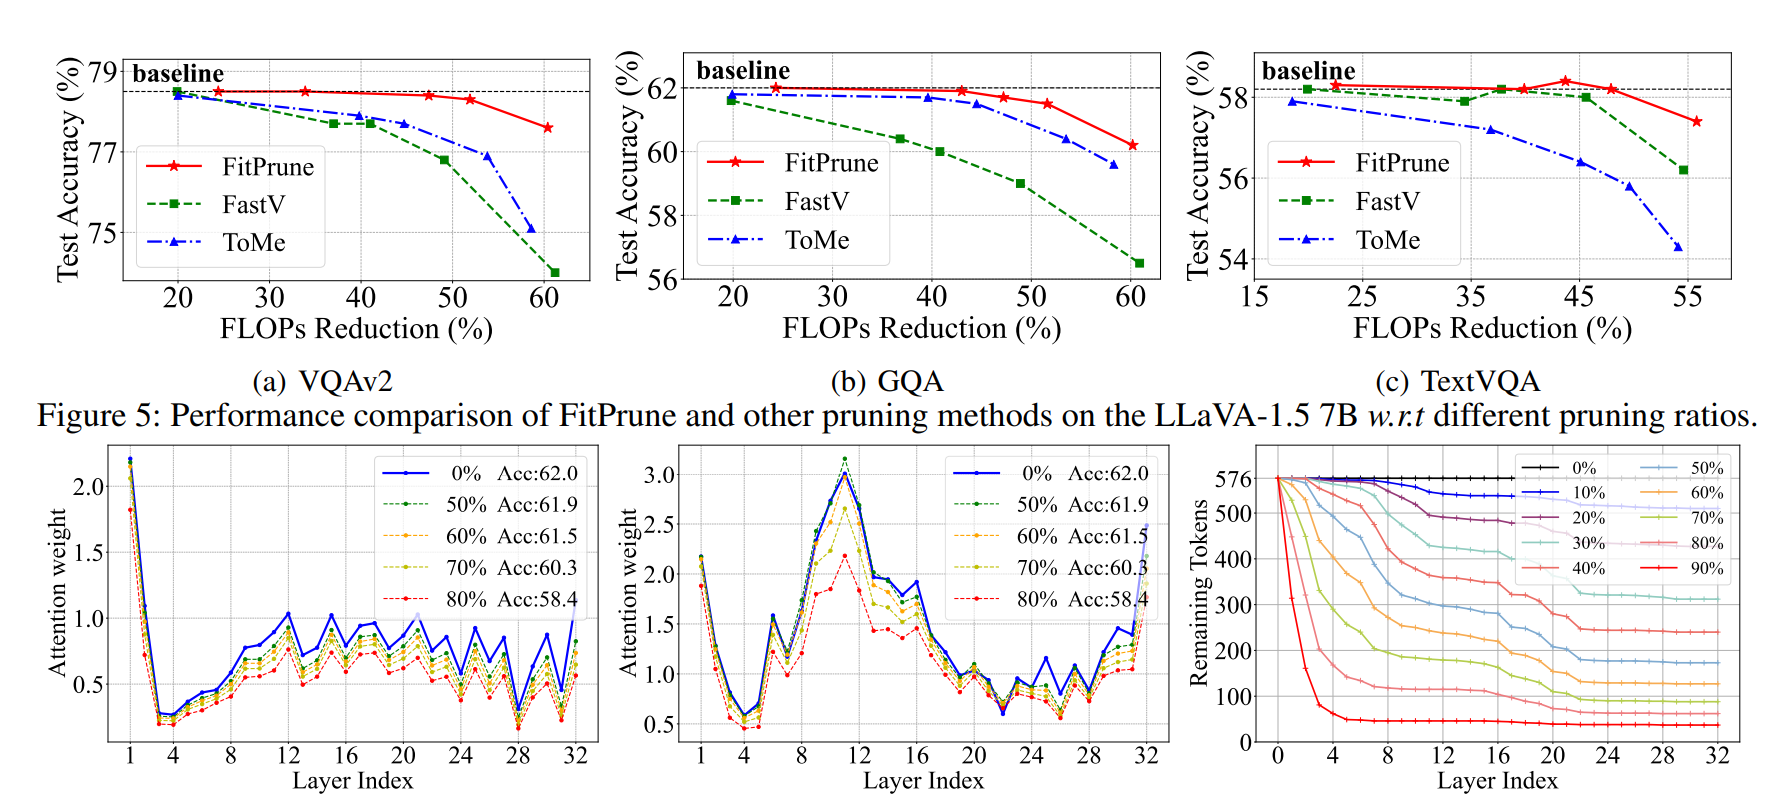 Test Accuracy (%)
79
77
75
baseline
FitPrune
FastV
ToMe
20 30 40 50 60
FLOPs Reduction (%)
(a) VQAv2
Test Accuracy (%)
62
60
58
56
baseline
FitPrune
FastV
ToMe
20 30 40 50 60
FLOPs Reduction (%)
(b) GQA
Test Accuracy (%)
58
56
54
baseline
FitPrune
FastV
ToMe
15 25 35 45 55
FLOPs Reduction (%)
(c) TextVQA
Figure 5: Performance comparison of FitPrune and other pruning methods on the LLaVA-1.5 7B w.r.t different pruning ratios.
Attention weight
2.0
1.5
1.0
0.5
0% Acc:62.0
50% Acc:61.9
60% Acc:61.5
70% Acc:60.3
80% Acc:58.4
1 4 8 12 16 20 24 28 32
Layer Index
Attention weight
3.0
2.5
2.0
1.5
1.0
0.5
0% Acc:62.0
50% Acc:61.9
60% Acc:61.5
70% Acc:60.3
80% Acc:58.4
1 4 8 12 16 20 24 28 32
Layer Index
Remaining Tokens
576
500
400
300
200
100
0
0% 50%
10% 60%
20% 70%
30% 80%
40% 90%
0 4 8 12 16 20 24 28 32
Layer Index